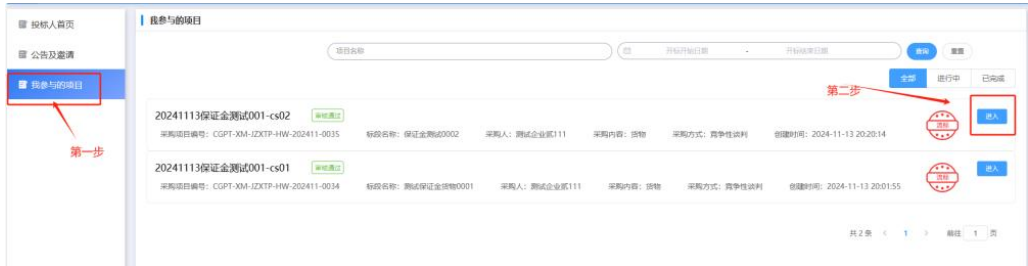 投标人首页
公告及邀请
我参与的项目
第一步
我参与的项目
项目名称
开标开始日期 - 开标结束日期
查询 重置
全部 进行中 已完成
第二步
20241113保证金测试001-cs02 审核通过
采购项目编号：CGPT-XM-JZXTP-HW-202411-0035 标段名称：保证金测试0002 采购人：测试企业贰111 采购内容：货物 采购方式：竞争性谈判 创建时间：2024-11-13 20:20:14
流标
进入
20241113保证金测试001-cs01 审核通过
采购项目编号：CGPT-XM-JZXTP-HW-202411-0034 标段名称：测试保证金货物0001 采购人：测试企业贰111 采购内容：货物 采购方式：竞争性谈判 创建时间：2024-11-13 20:01:55
流标
进入
共 2 条 < 1 > 前往 1 页